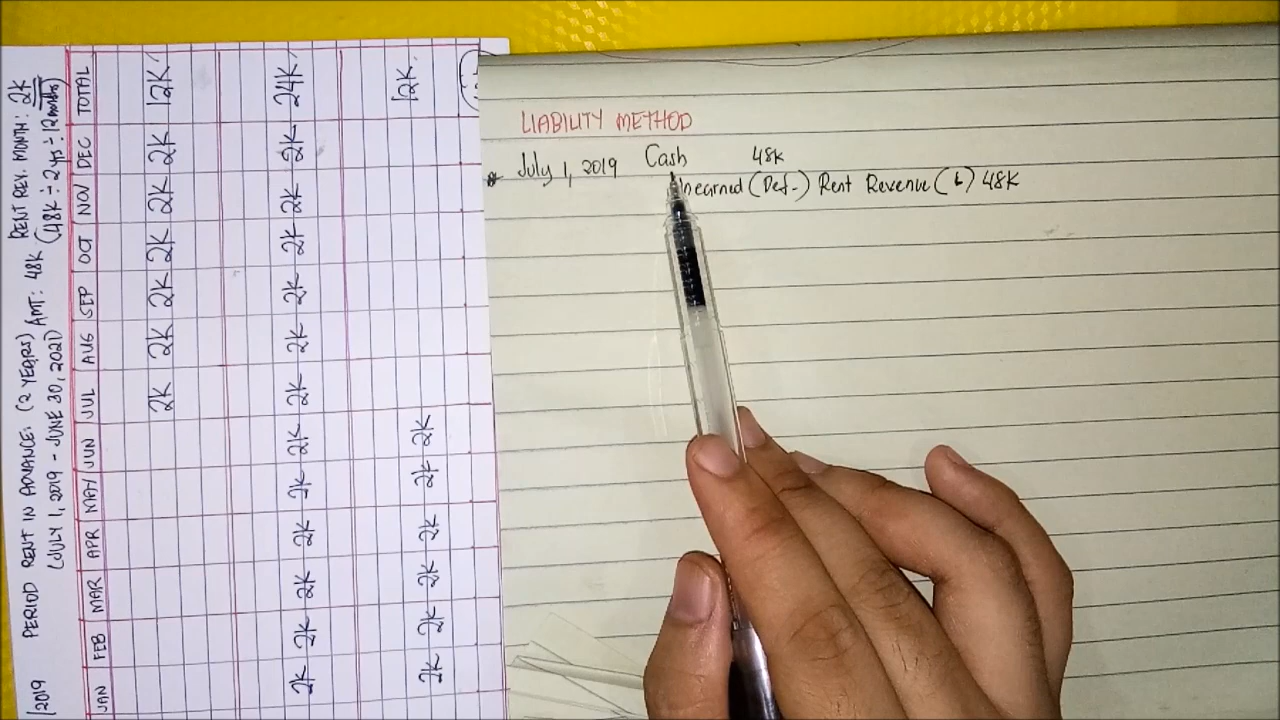 PERIOD RENT IN ADVANCE: (2 YEARS) AMT: 48K RENT REV. MONTH: 2K
(JULY 1, 2019 - JUNE 30, 2021) (48K ÷ 2yrs ÷ 12 months)
2019
JAN FEB MAR APR MAY JUN JUL AUG SEP OCT NOV DEC TOTAL
2K 2K 2K 2K 2K 2K 12K
2K 2K 2K 2K 2K 2K 2K 2K 2K 2K 2K 2K 24K
2K 2K 2K 2K 2K 2K 12K
LIABILITY METHOD
* July 1, 2019 Cash 48K
Unearned (Def.) Rent Revenue (L) 48K